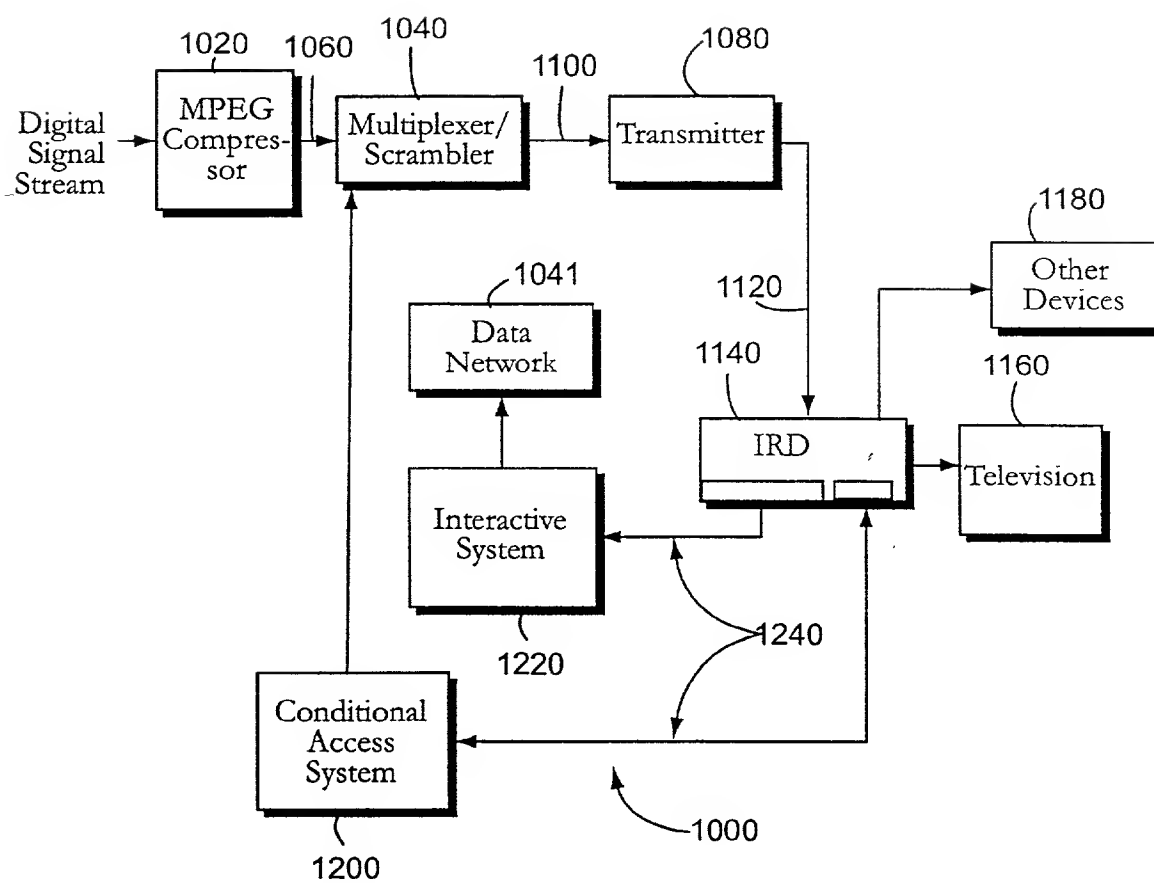 1020
1060
1040
1100
1080
Digital
Signal
Stream
MPEG
Compres-
sor
Multiplexer/
Scrambler
Transmitter
1180
Other
Devices
1041
Data
Network
1120
1140
IRD
1160
Television
Interactive
System
1220
1240
Conditional
Access
System
1200
1000